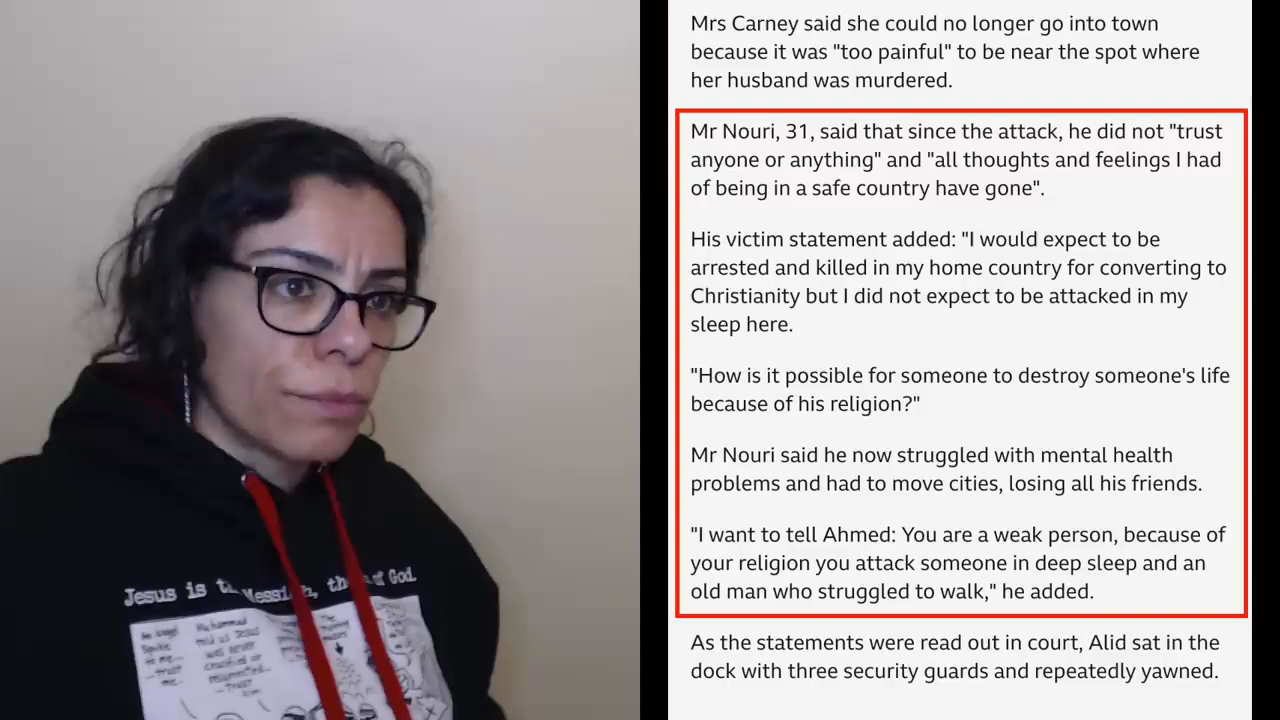 Mrs Carney said she could no longer go into town
because it was "too painful" to be near the spot where
her husband was murdered.
Mr Nouri, 31, said that since the attack, he did not "trust
anyone or anything" and "all thoughts and feelings I had
of being in a safe country have gone".
His victim statement added: "I would expect to be
arrested and killed in my home country for converting to
Christianity but I did not expect to be attacked in my
sleep here.
"How is it possible for someone to destroy someone's life
because of his religion?"
Mr Nouri said he now struggled with mental health
problems and had to move cities, losing all his friends.
"I want to tell Ahmed: You are a weak person, because of
your religion you attack someone in deep sleep and an
old man who struggled to walk," he added.
As the statements were read out in court, Alid sat in the
dock with three security guards and repeatedly yawned.
Jesus is Messiah, of God